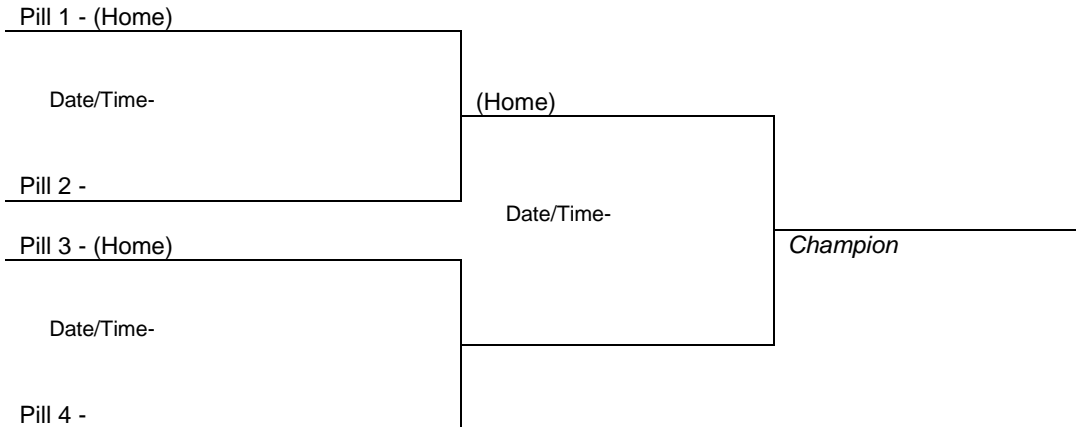 Pill 1 - (Home)
Date/Time-
(Home)
Pill 2 -
Date/Time-
Pill 3 - (Home)
Champion
Date/Time-
Pill 4 -